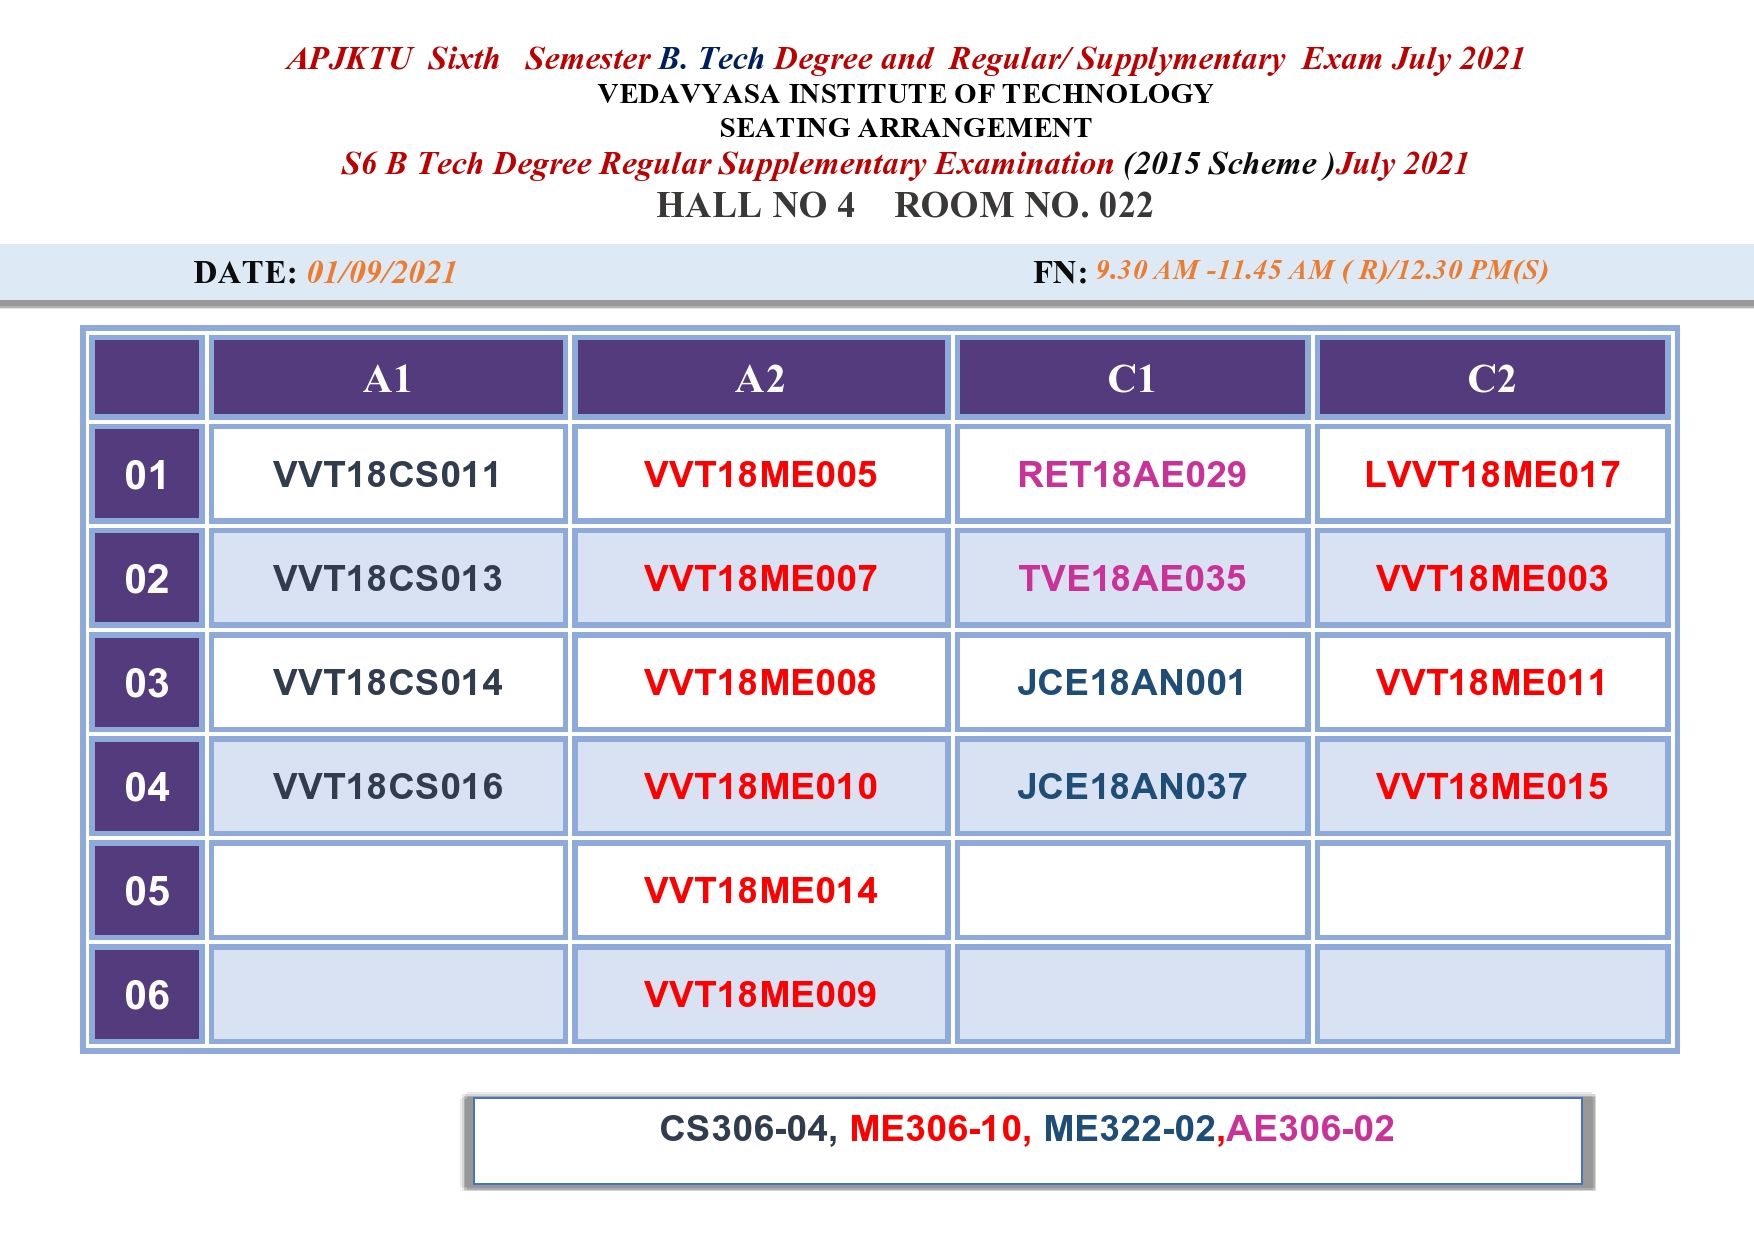 APJKTU Sixth Semester B. Tech Degree and Regular/ Supplymentary Exam July 2021
VEDAVYASA INSTITUTE OF TECHNOLOGY
SEATING ARRANGEMENT
S6 B Tech Degree Regular Supplementary Examination (2015 Scheme )July 2021
HALL NO 4 ROOM NO. 022
DATE: 01/09/2021 FN: 9.30 AM -11.45 AM ( R)/12.30 PM(S)
A1 A2 C1 C2
01 VVT18CS011 VVT18ME005 RET18AE029 LVVT18ME017
02 VVT18CS013 VVT18ME007 TVE18AE035 VVT18ME003
03 VVT18CS014 VVT18ME008 JCE18AN001 VVT18ME011
04 VVT18CS016 VVT18ME010 JCE18AN037 VVT18ME015
05 VVT18ME014
06 VVT18ME009
CS306-04, ME306-10, ME322-02,AE306-02